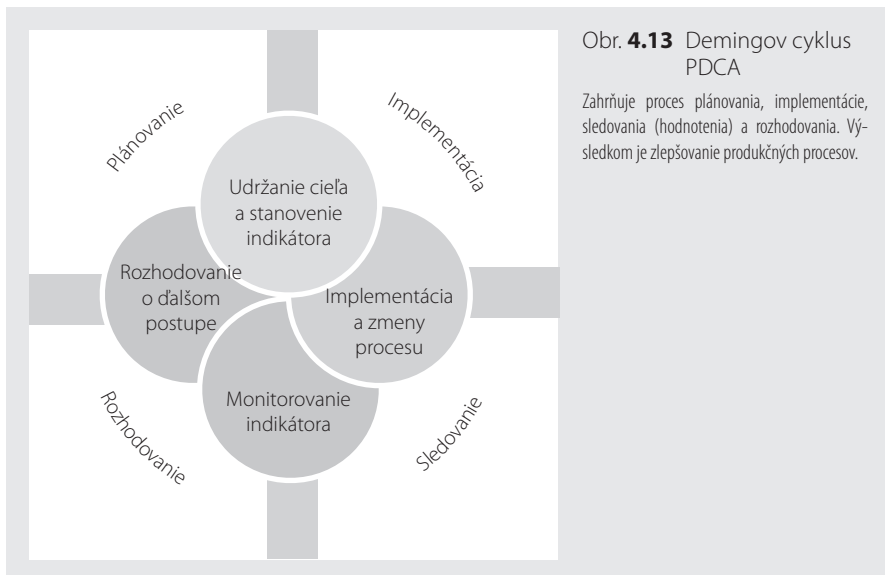 Plánovanie
Implementácia
Udržanie cieľa
a stanovenie
indikátora
Rozhodovanie
o ďalšom
postupe
Implementácia
a zmeny
procesu
Monitorovanie
indikátora
Rozhodovanie
Sledovanie
Obr. 4.13 Demingov cyklus
PDCA
Zahrňuje proces plánovania, implementácie,
sledovania (hodnotenia) a rozhodovania. Vý-
sledkom je zlepšovanie produkčných procesov.